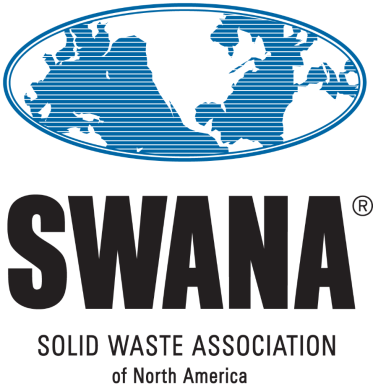 SWANA®
SOLID WASTE ASSOCIATION
of North America